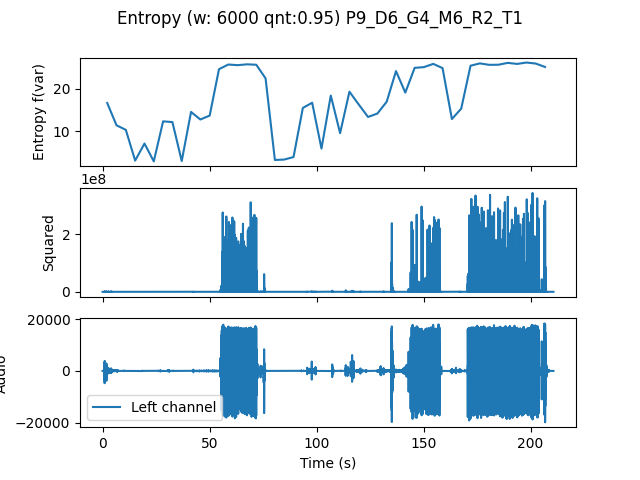 Entropy (w: 6000 qnt:0.95) P9_D6_G4_M6_R2_T1
Entropy f(var)
20
10
1e8
Squared
2
0
Audio
20000
0
−20000
Left channel
0
50
100
150
200
Time (s)